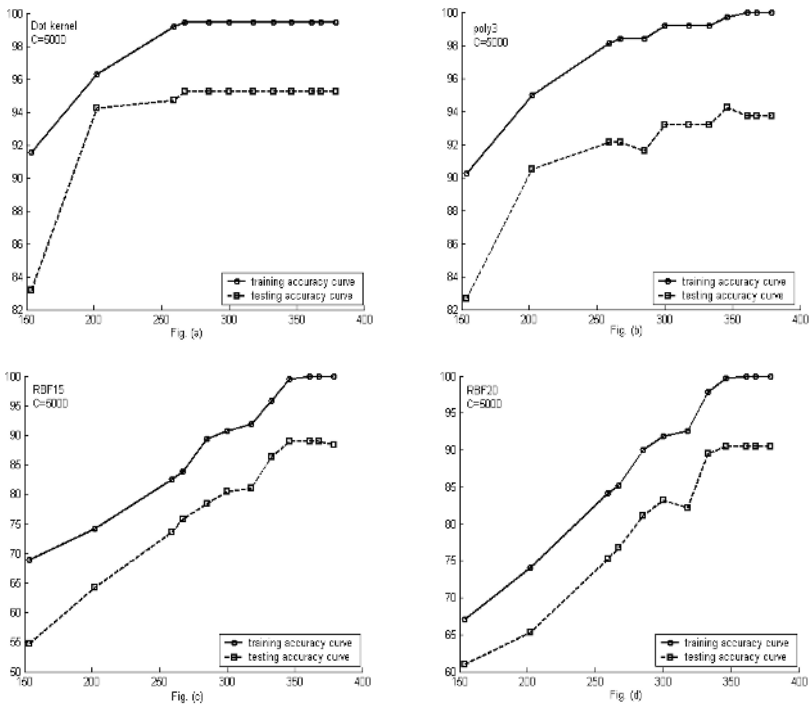 100
98
96
94
92
90
88
86
84
82
Dot kernel
C=5000
training accuracy curve
testing accuracy curve
150 200 250 300 350 400
Fig. (a)
100
98
96
94
92
90
88
86
84
82
poly3
C=5000
training accuracy curve
testing accuracy curve
150 200 250 300 350 400
Fig. (b)
100
95
90
85
80
75
70
65
60
55
50
RBF15
C=5000
training accuracy curve
testing accuracy curve
150 200 250 300 350 400
Fig. (c)
100
95
90
85
80
75
70
65
60
RBF20
C=5000
training accuracy curve
testing accuracy curve
150 200 250 300 350 400
Fig. (d)